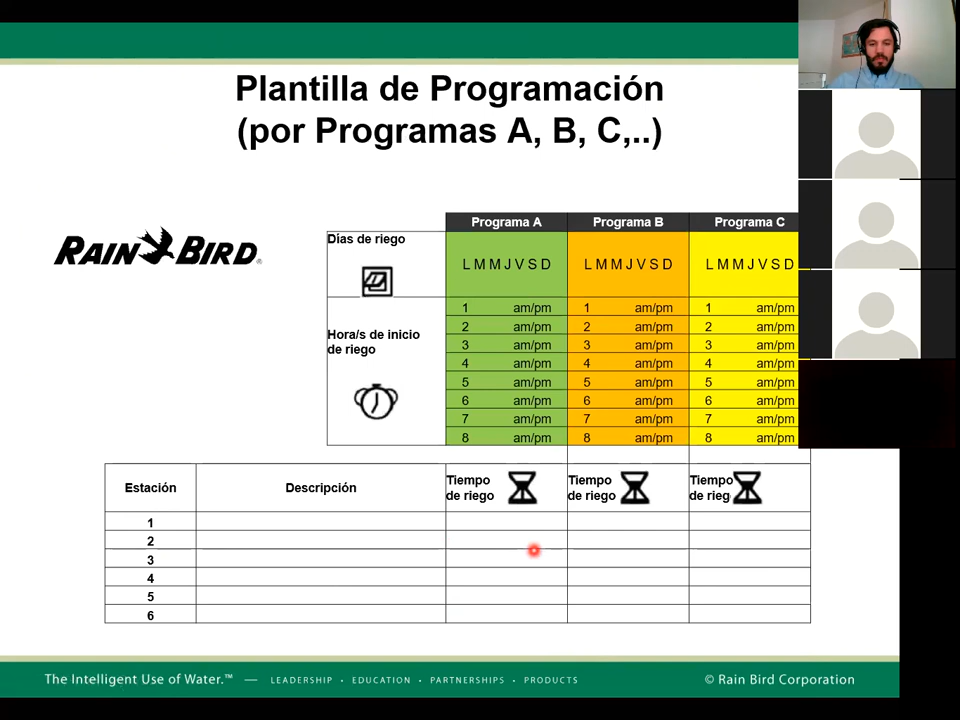 Plantilla de Programación
(por Programas A, B, C,..)
RAIN BIRD®
Programa A Programa B Programa C
Días de riego
L M M J V S D L M M J V S D L M M J V S D
Hora/s de inicio
de riego
1 am/pm 1 am/pm 1 am/pm
2 am/pm 2 am/pm 2 am/pm
3 am/pm 3 am/pm 3 am/pm
4 am/pm 4 am/pm 4 am/pm
5 am/pm 5 am/pm 5 am/pm
6 am/pm 6 am/pm 6 am/pm
7 am/pm 7 am/pm 7 am/pm
8 am/pm 8 am/pm 8 am/pm
Estación Descripción Tiempo de riego Tiempo de riego Tiempo de rieg
1
2
3
4
5
6
The Intelligent Use of Water.™ — LEADERSHIP • EDUCATION • PARTNERSHIPS • PRODUCTS © Rain Bird Corporation